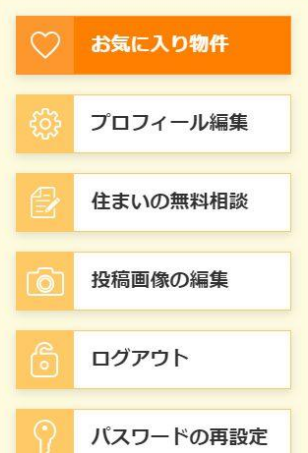 お気に入り物件
プロフィール編集
住まいの無料相談
投稿画像の編集
ログアウト
パスワードの再設定